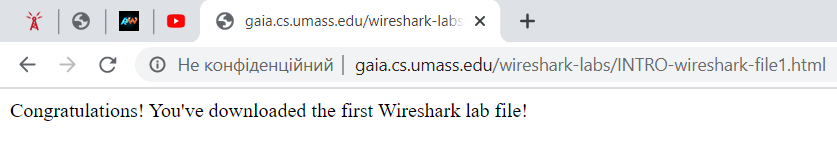 gaia.cs.umass.edu/wireshark-labs
Не конфіденційний gaia.cs.umass.edu/wireshark-labs/INTRO-wireshark-file1.html
Congratulations! You've downloaded the first Wireshark lab file!